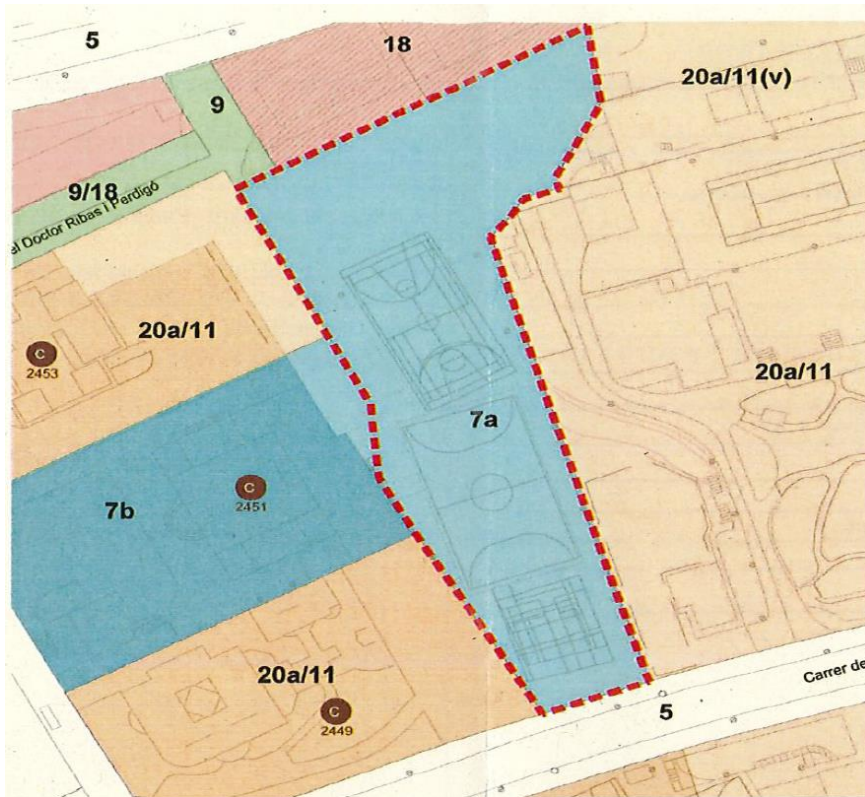 5
18
20a/11(v)
9
9/18
el Doctor Ribas i Perdigó
20a/11
C
2453
20a/11
7a
C
2451
7b
20a/11
C
2449
5
Carrer de